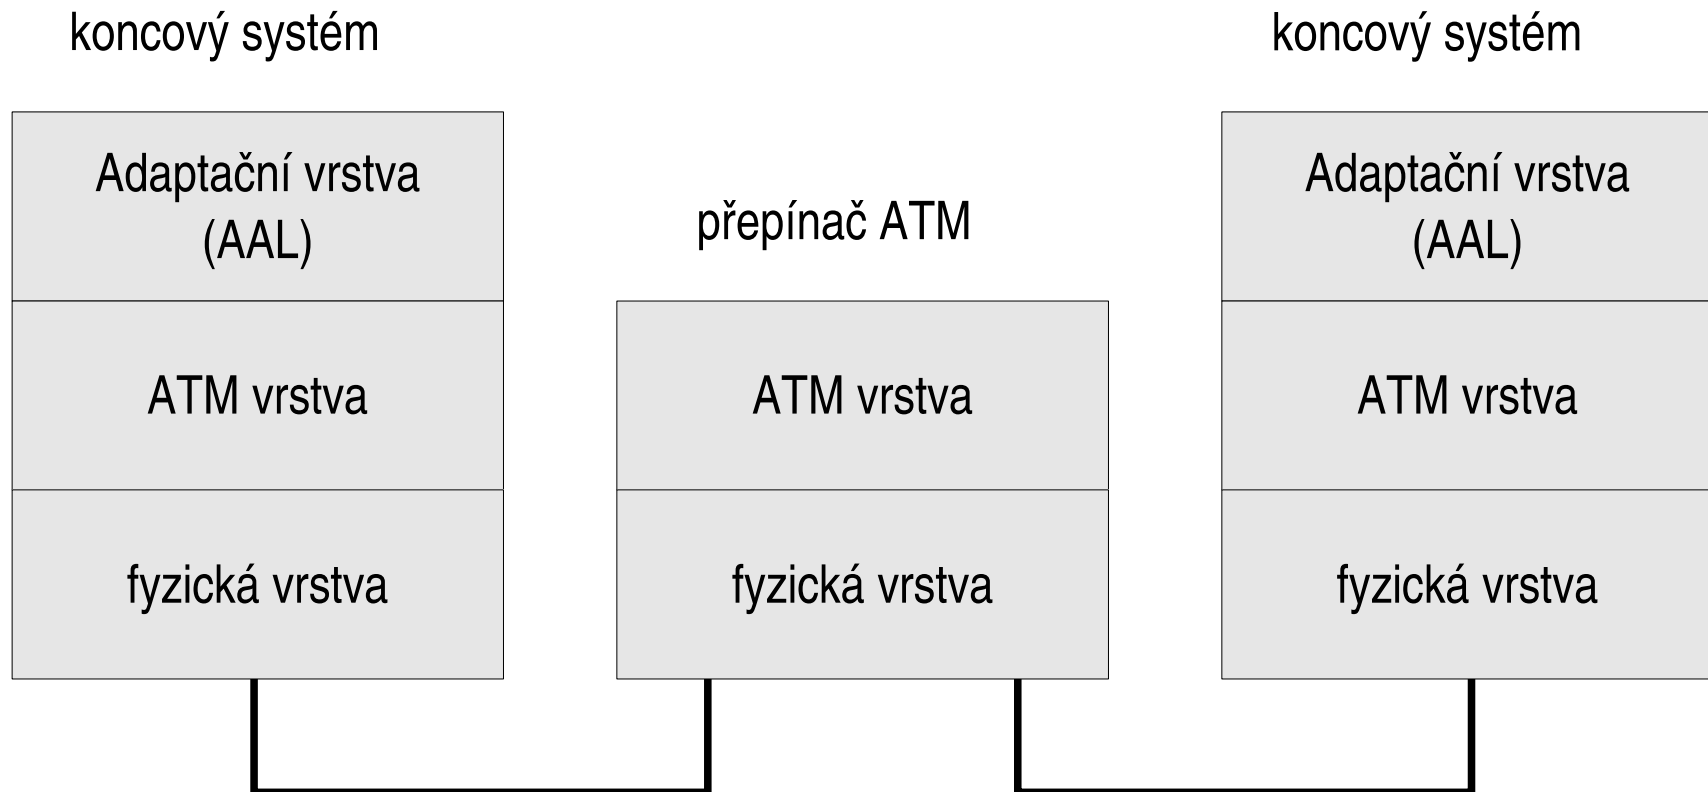 koncový systém
koncový systém
Adaptační vrstva
(AAL)
přepínač ATM
Adaptační vrstva
(AAL)
ATM vrstva
ATM vrstva
ATM vrstva
fyzická vrstva
fyzická vrstva
fyzická vrstva